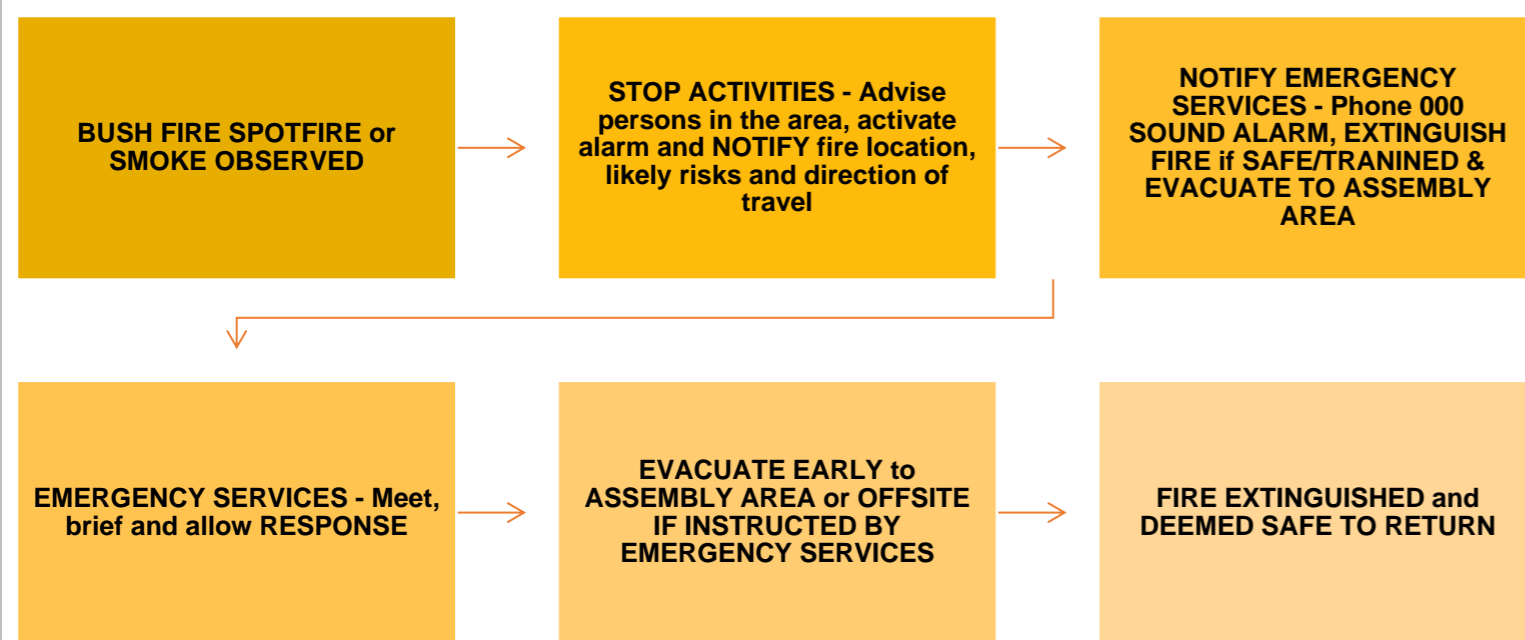 BUSH FIRE SPOTFIRE or
SMOKE OBSERVED
STOP ACTIVITIES - Advise
persons in the area, activate
alarm and NOTIFY fire location,
likely risks and direction of
travel
NOTIFY EMERGENCY
SERVICES - Phone 000
SOUND ALARM, EXTINGUISH
FIRE if SAFE/TRANINED &
EVACUATE TO ASSEMBLY
AREA
EMERGENCY SERVICES - Meet,
brief and allow RESPONSE
EVACUATE EARLY to
ASSEMBLY AREA or OFFSITE
IF INSTRUCTED BY
EMERGENCY SERVICES
FIRE EXTINGUISHED and
DEEMED SAFE TO RETURN